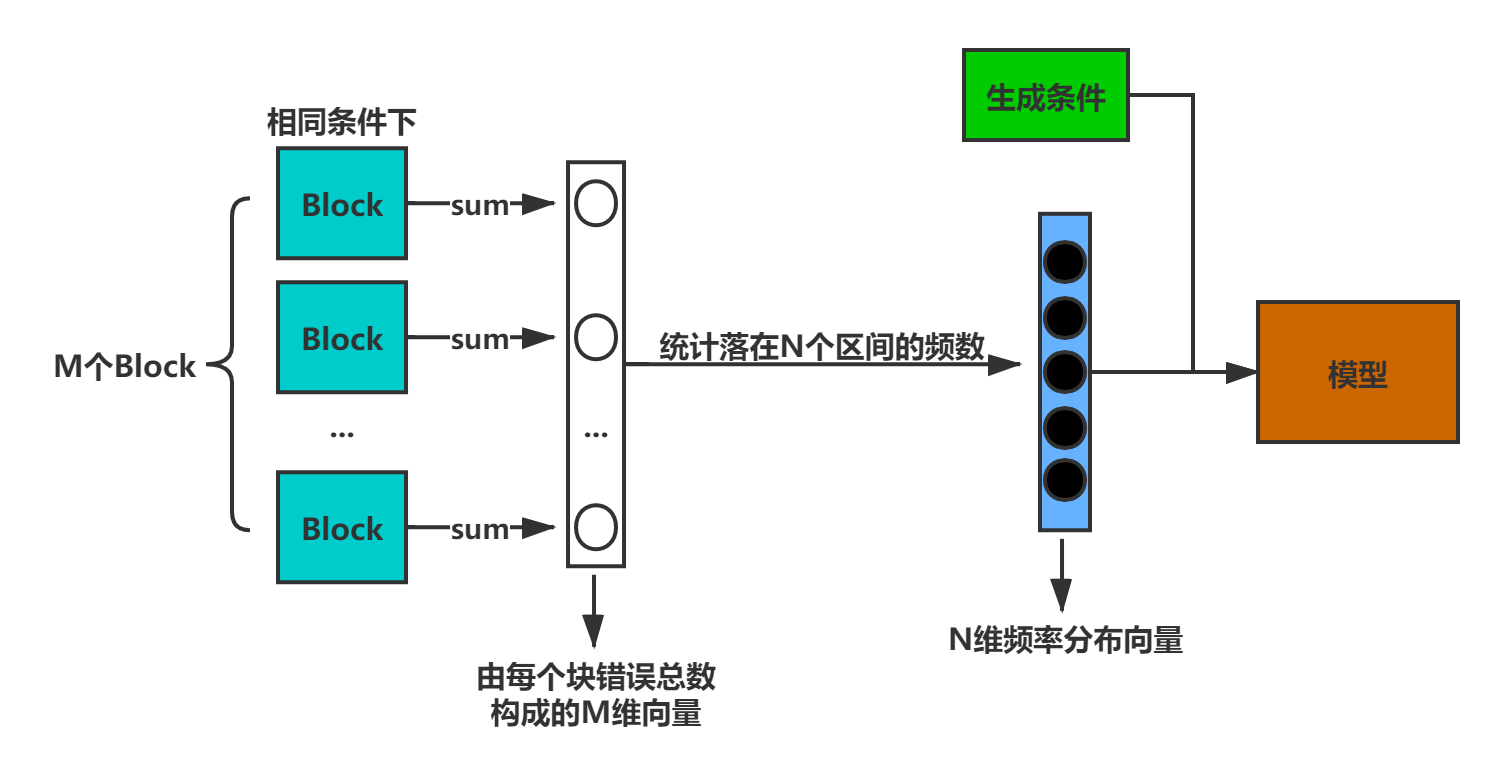 生成条件
相同条件下
Block
sum
Block
sum
统计落在N个区间的频数
M个Block
模型
...
...
Block
sum
N维频率分布向量
由每个块错误总数
构成的M维向量